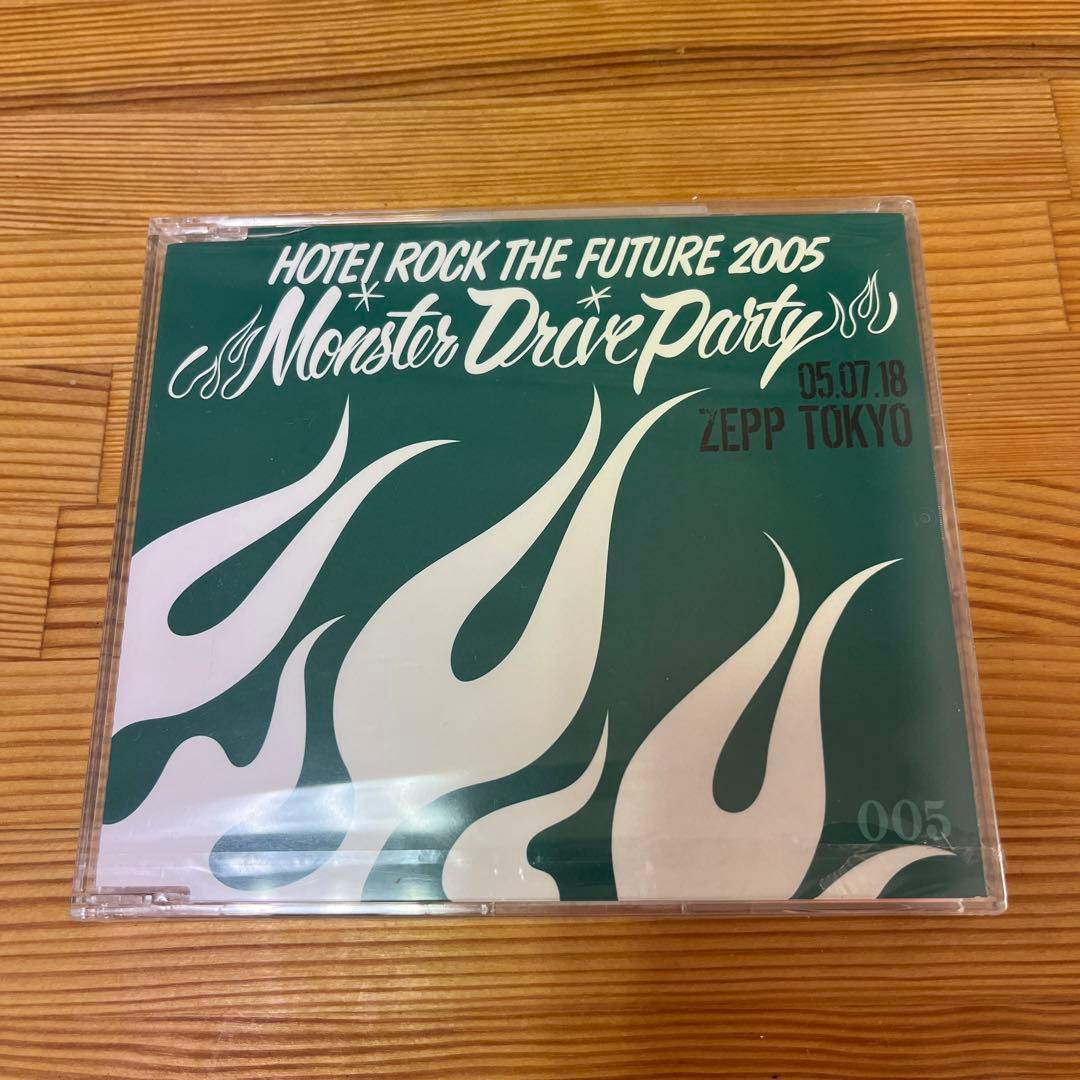 HOTEI ROCK THE FUTURE 2005
Monster Drive Party
05.07.18
ZEPP TOKYO
005